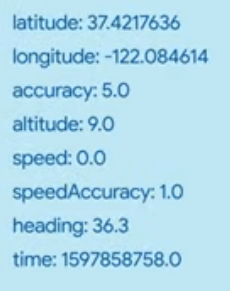 latitude: 37.4217636
longitude: -122.084614
accuracy: 5.0
altitude: 9.0
speed: 0.0
speedAccuracy: 1.0
heading: 36.3
time: 1597858758.0